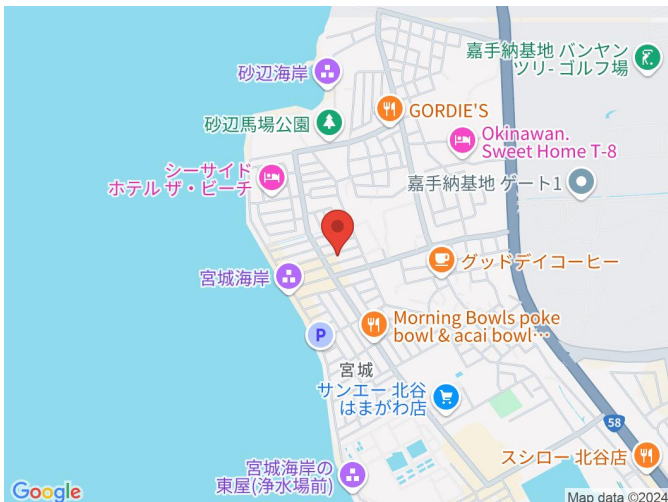 嘉手納基地 バンヤン
ツリ- ゴルフ場
砂辺海岸
GORDIE'S
砂辺馬場公園
Okinawan.
Sweet Home T-8
シーサイド
ホテル ザ・ビーチ
嘉手納基地 ゲート1
グッドデイコーヒー
宮城海岸
Morning Bowls poke
bowl & acai bowl…
P
宮城
サンエー 北谷
はまがわ店
58
スシロー 北谷店
宮城海岸の
東屋(浄水場前)
Google
Map data ©2024